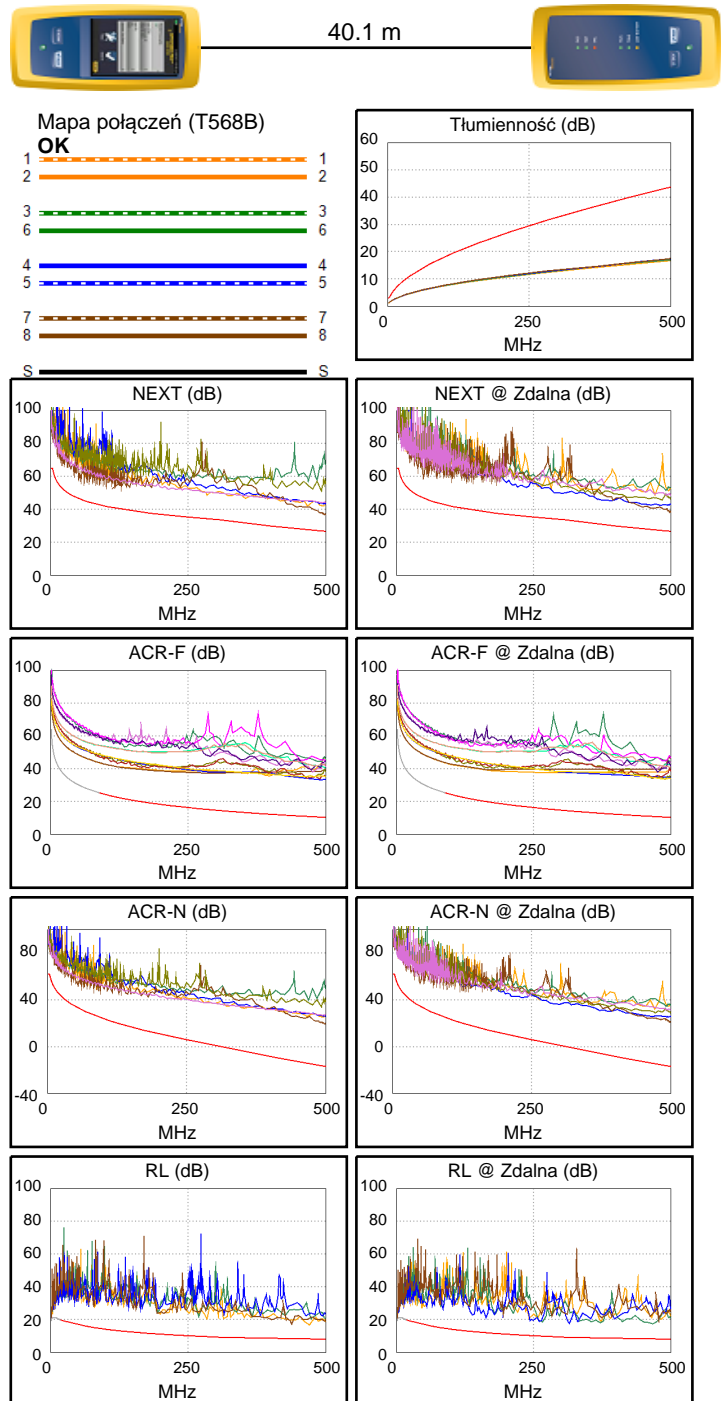 40.1 m
Mapa połączeń (T568B)
OK
1 1
2 2
3 3
6 6
4 4
5 5
7 7
8 8
S S
Tłumienność (dB)
60
50
40
30
20
10
0
0 250 500
MHz
NEXT (dB)
100
80
60
40
20
0
0 250 500
MHz
NEXT @ Zdalna (dB)
100
80
60
40
20
0
0 250 500
MHz
ACR-F (dB)
100
80
60
40
20
0
0 250 500
MHz
ACR-F @ Zdalna (dB)
100
80
60
40
20
0
0 250 500
MHz
ACR-N (dB)
80
40
0
-40
0 250 500
MHz
ACR-N @ Zdalna (dB)
80
40
0
-40
0 250 500
MHz
RL (dB)
100
80
60
40
20
0
0 250 500
MHz
RL @ Zdalna (dB)
100
80
60
40
20
0
0 250 500
MHz